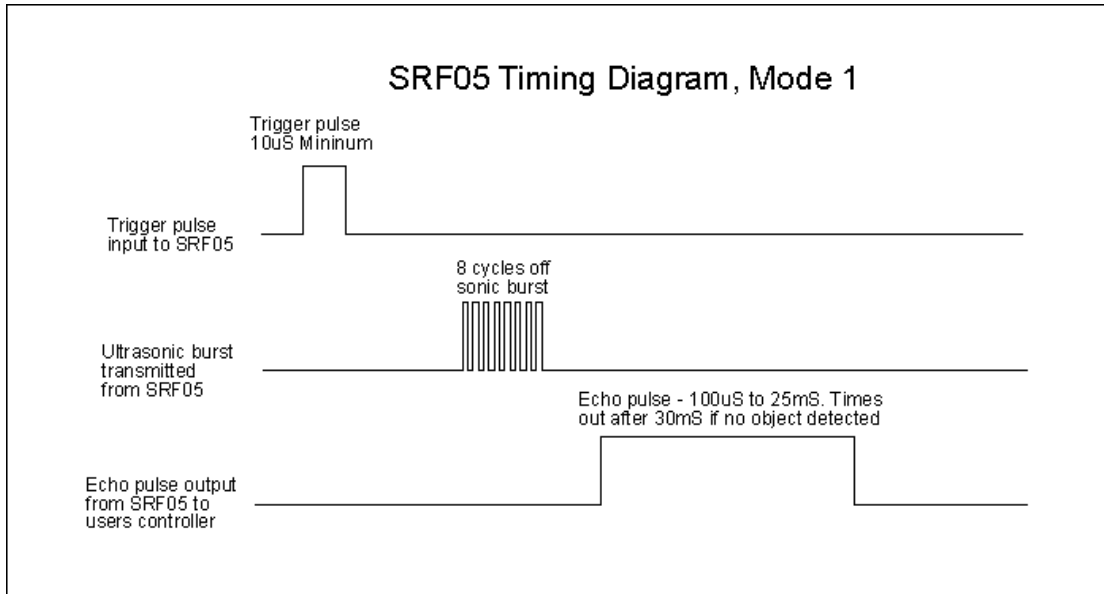 SRF05 Timing Diagram, Mode 1
Trigger pulse
10uS Mininum
Trigger pulse
input to SRF05
8 cycles off
sonic burst
Ultrasonic burst
transmitted
from SRF05
Echo pulse - 100uS to 25mS. Times
out after 30mS if no object detected
Echo pulse output
from SRF05 to
users controller